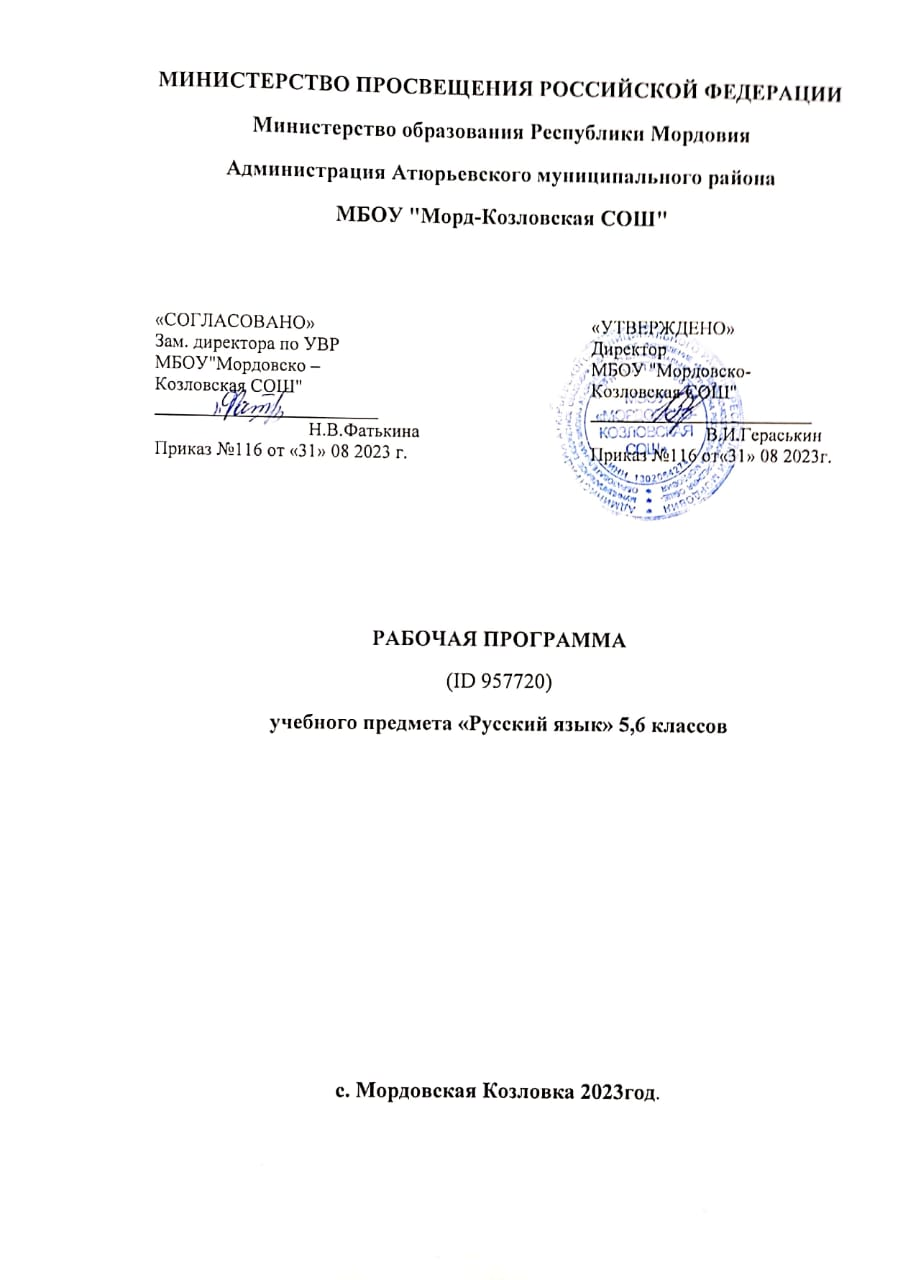 МИНИСТЕРСТВО ПРОСВЕЩЕНИЯ РОССИЙСКОЙ ФЕДЕРАЦИИ
Министерство образования Республики Мордовия
Администрация Атюрьевского муниципального района
МБОУ "Морд-Козловская СОШ"
«СОГЛАСОВАНО»
Зам. директора по УВР
МБОУ"Мордовско –
Козловская СОШ"
Н.В.Фатькина
Приказ №116 от «31» 08 2023 г.
«УТВЕРЖДЕНО»
Директор
МБОУ "Мордовско-
Козловская СОШ"
В.И.Гераськин
Приказ №116 от«31» 08 2023г.
КОЗЛОВСКАЯ
СОШ»
РАБОЧАЯ ПРОГРАММА
(ID 957720)
учебного предмета «Русский язык» 5,6 классов
с. Мордовская Козловка 2023год.